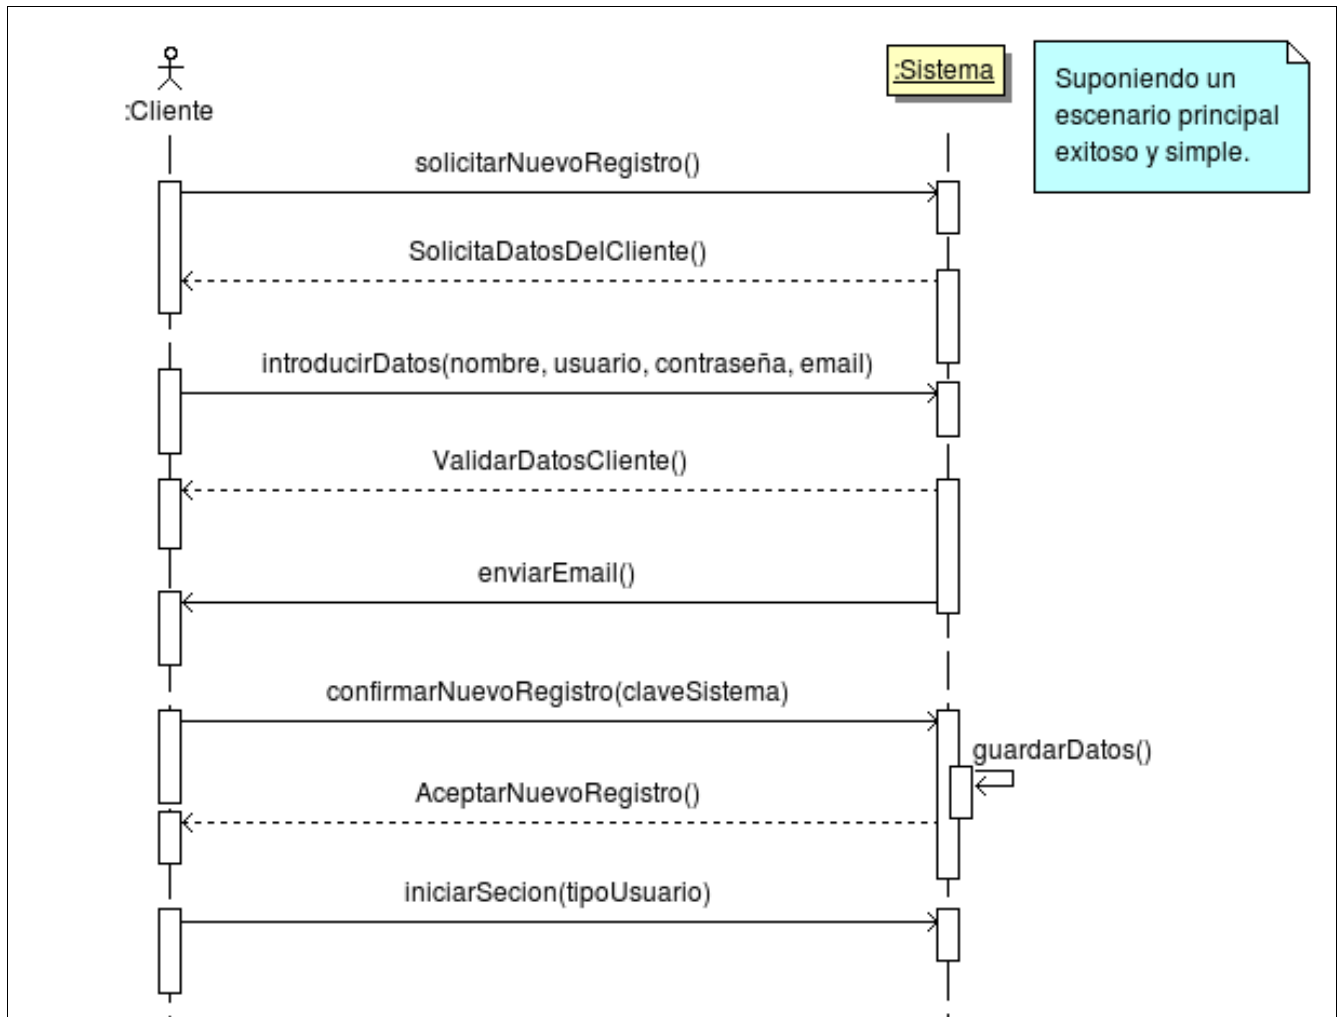 :Cliente
:Sistema
Suponiendo un
escenario principal
exitoso y simple.
solicitarNuevoRegistro()
SolicitaDatosDelCliente()
introducirDatos(nombre, usuario, contraseña, email)
ValidarDatosCliente()
enviarEmail()
confirmarNuevoRegistro(claveSistema)
guardarDatos()
AceptarNuevoRegistro()
iniciarSecion(tipoUsuario)